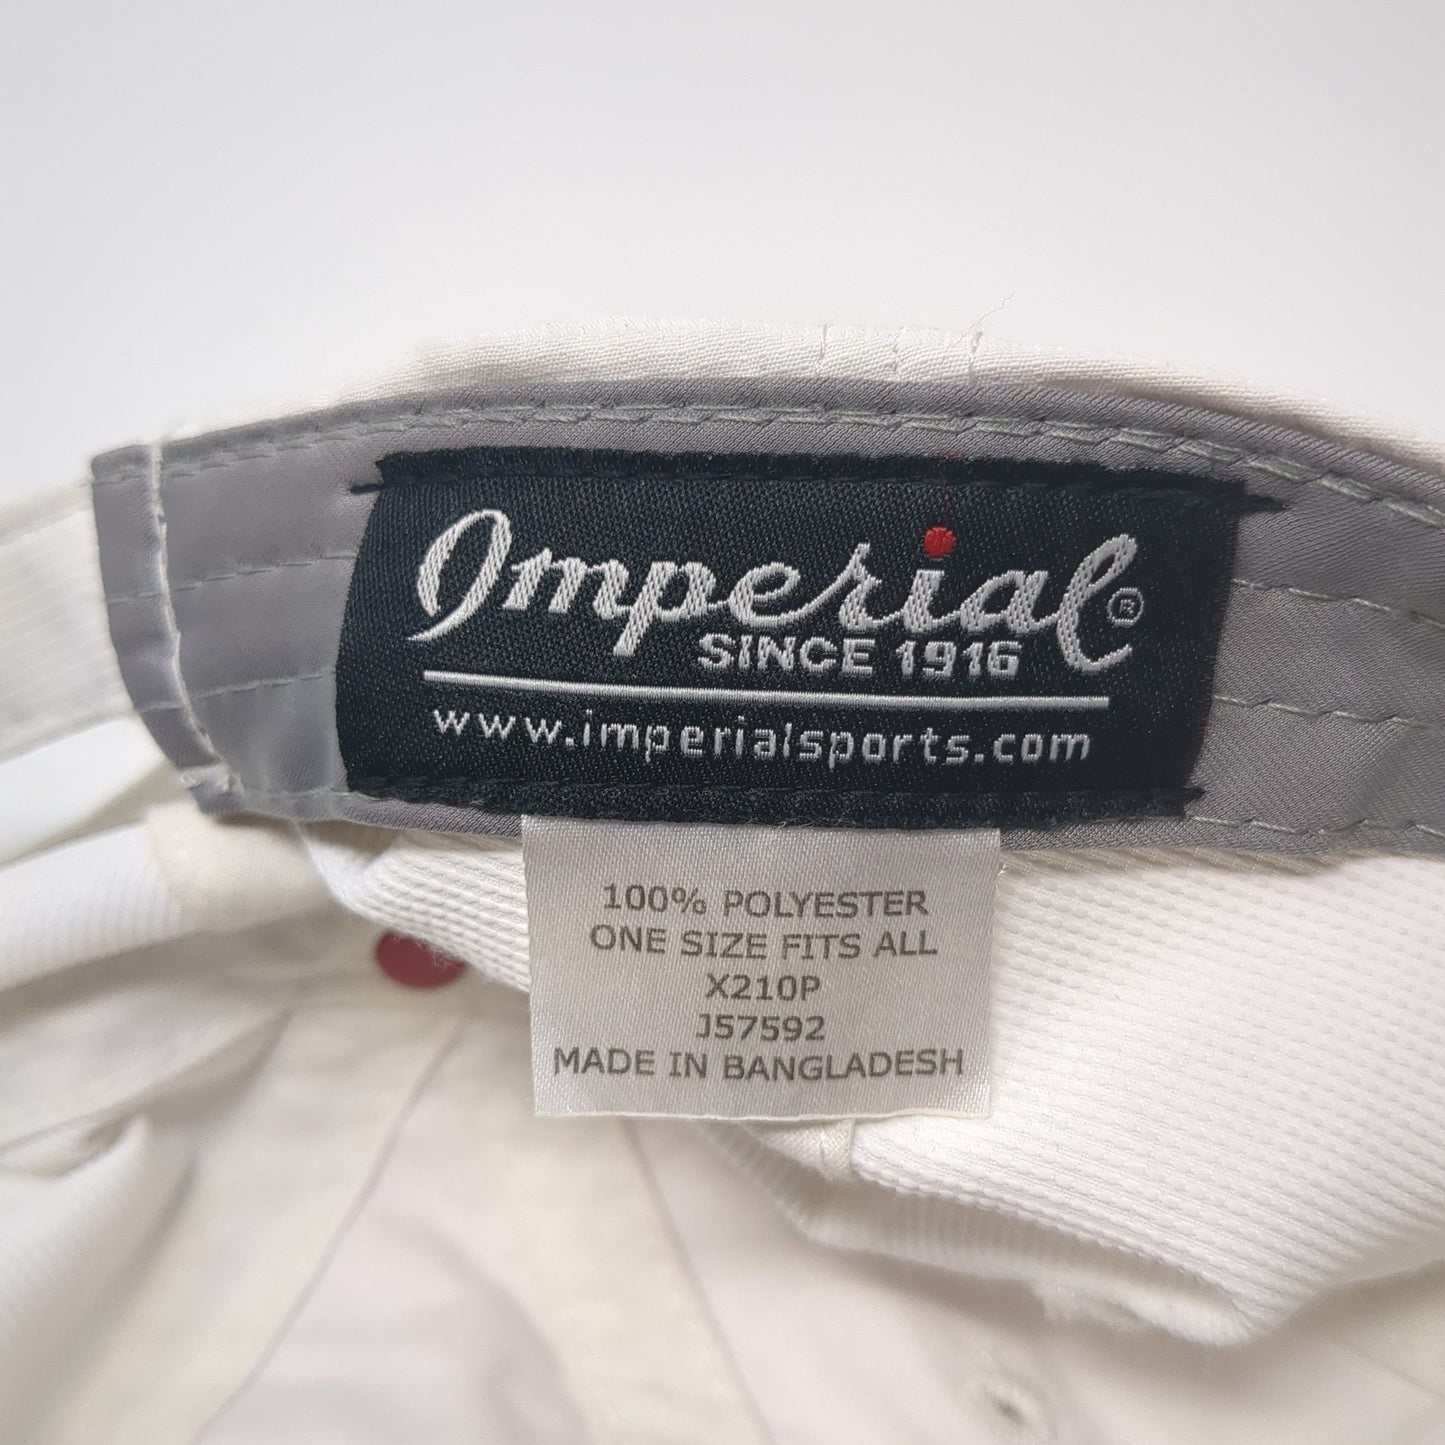 Imperial®
SINCE 1916
www.imperialsports.com
100% POLYESTER
ONE SIZE FITS ALL
X210P
J57592
MADE IN BANGLADESH